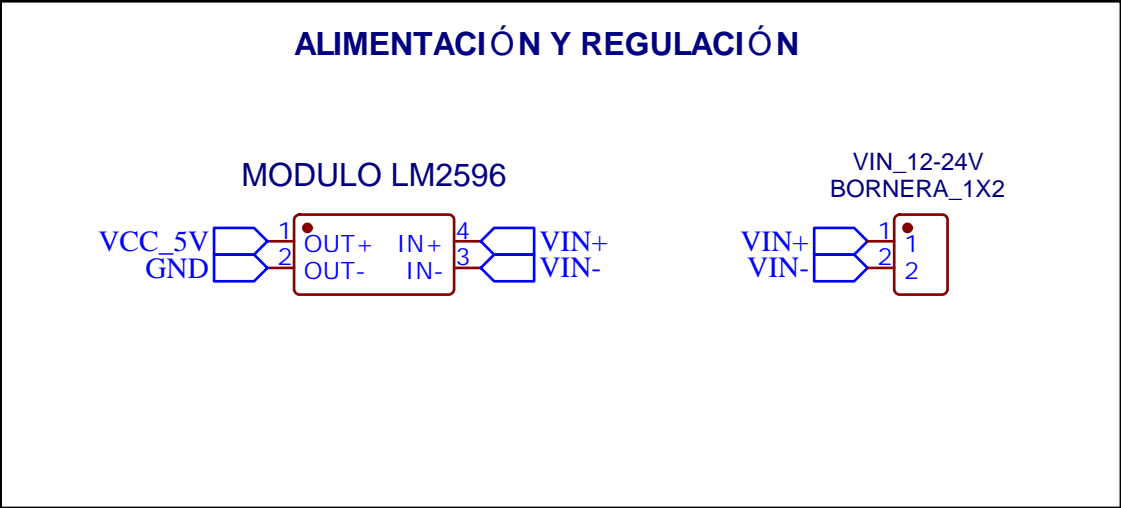 ALIMENTACIÓN Y REGULACIÓN
MODULO LM2596
VCC_5V 1 OUT+ IN+ 4 VIN+
GND 2 OUT- IN- 3 VIN-
VIN_12-24V
BORNERA_1X2
VIN+ 1 1
VIN- 2 2